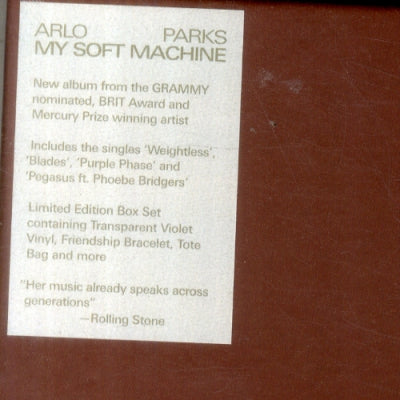 ARLO PARKS
MY SOFT MACHINE
New album from the GRAMMY
nominated, BRIT Award and
Mercury Prize winning artist
Includes the singles ‘Weightless’,
‘Blades’, ‘Purple Phase’ and
‘Pegasus ft. Phoebe Bridgers’
Limited Edition Box Set
containing Transparent Violet
Vinyl, Friendship Bracelet, Tote
Bag and more
“Her music already speaks across
generations”
—Rolling Stone